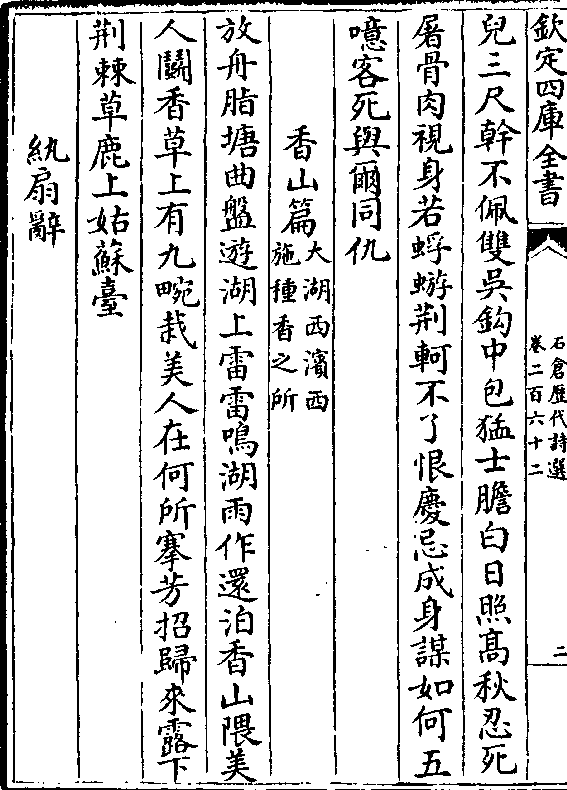 欽定四庫全書
石倉歷代詩選
卷二百六十二
二
兒三尺幹不佩雙吳鈎中包猛士膽白日照髙秋忍死
屠骨肉視身若蜉蝣荆軻不了恨慶忌成身謀如何五
噫客死與爾同仇
香山篇
大湖西濱西
施種香之所
放舟脂塘曲盤遊湖上雷雷鳴湖雨作還泊香山隈美
人鬭香草上有九畹栽美人在何所搴芳招歸來露下
荆棘草鹿上姑蘇臺
紈扇辭